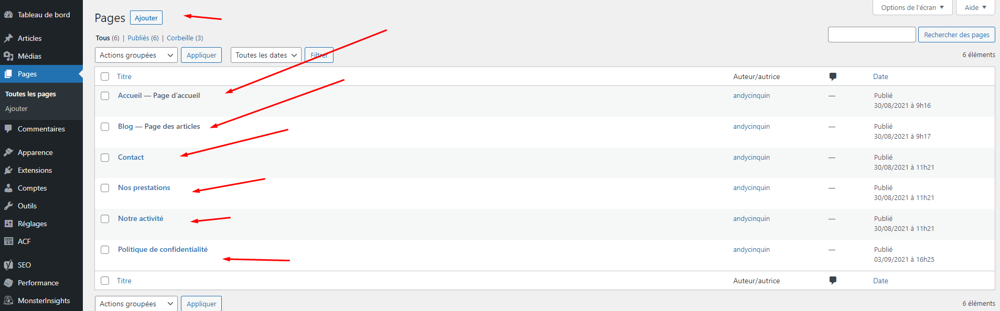 Tableau de bord
Articles
Médias
Pages
Toutes les pages
Ajouter
Commentaires
Apparence
Extensions
Comptes
Outils
Réglages
ACF
SEO
Performance
MonsterInsights
Options de l’écran
Aide
Pages Ajouter
Tous (6) | Publiés (6) | Corbeille (3)
Rechercher des pages
Actions groupées Appliquer Toutes les dates Filtrer
6 éléments
Titre Auteur/autrice Date
Accueil — Page d’accueil andycinquin — Publié
30/08/2021 à 9h16
Blog — Page des articles andycinquin — Publié
30/08/2021 à 9h17
Contact andycinquin — Publié
30/08/2021 à 11h21
Nos prestations andycinquin — Publié
30/08/2021 à 11h21
Notre activité andycinquin — Publié
30/08/2021 à 11h21
Politique de confidentialité andycinquin — Publié
03/09/2021 à 16h25
Titre Auteur/autrice Date
Actions groupées Appliquer
6 éléments